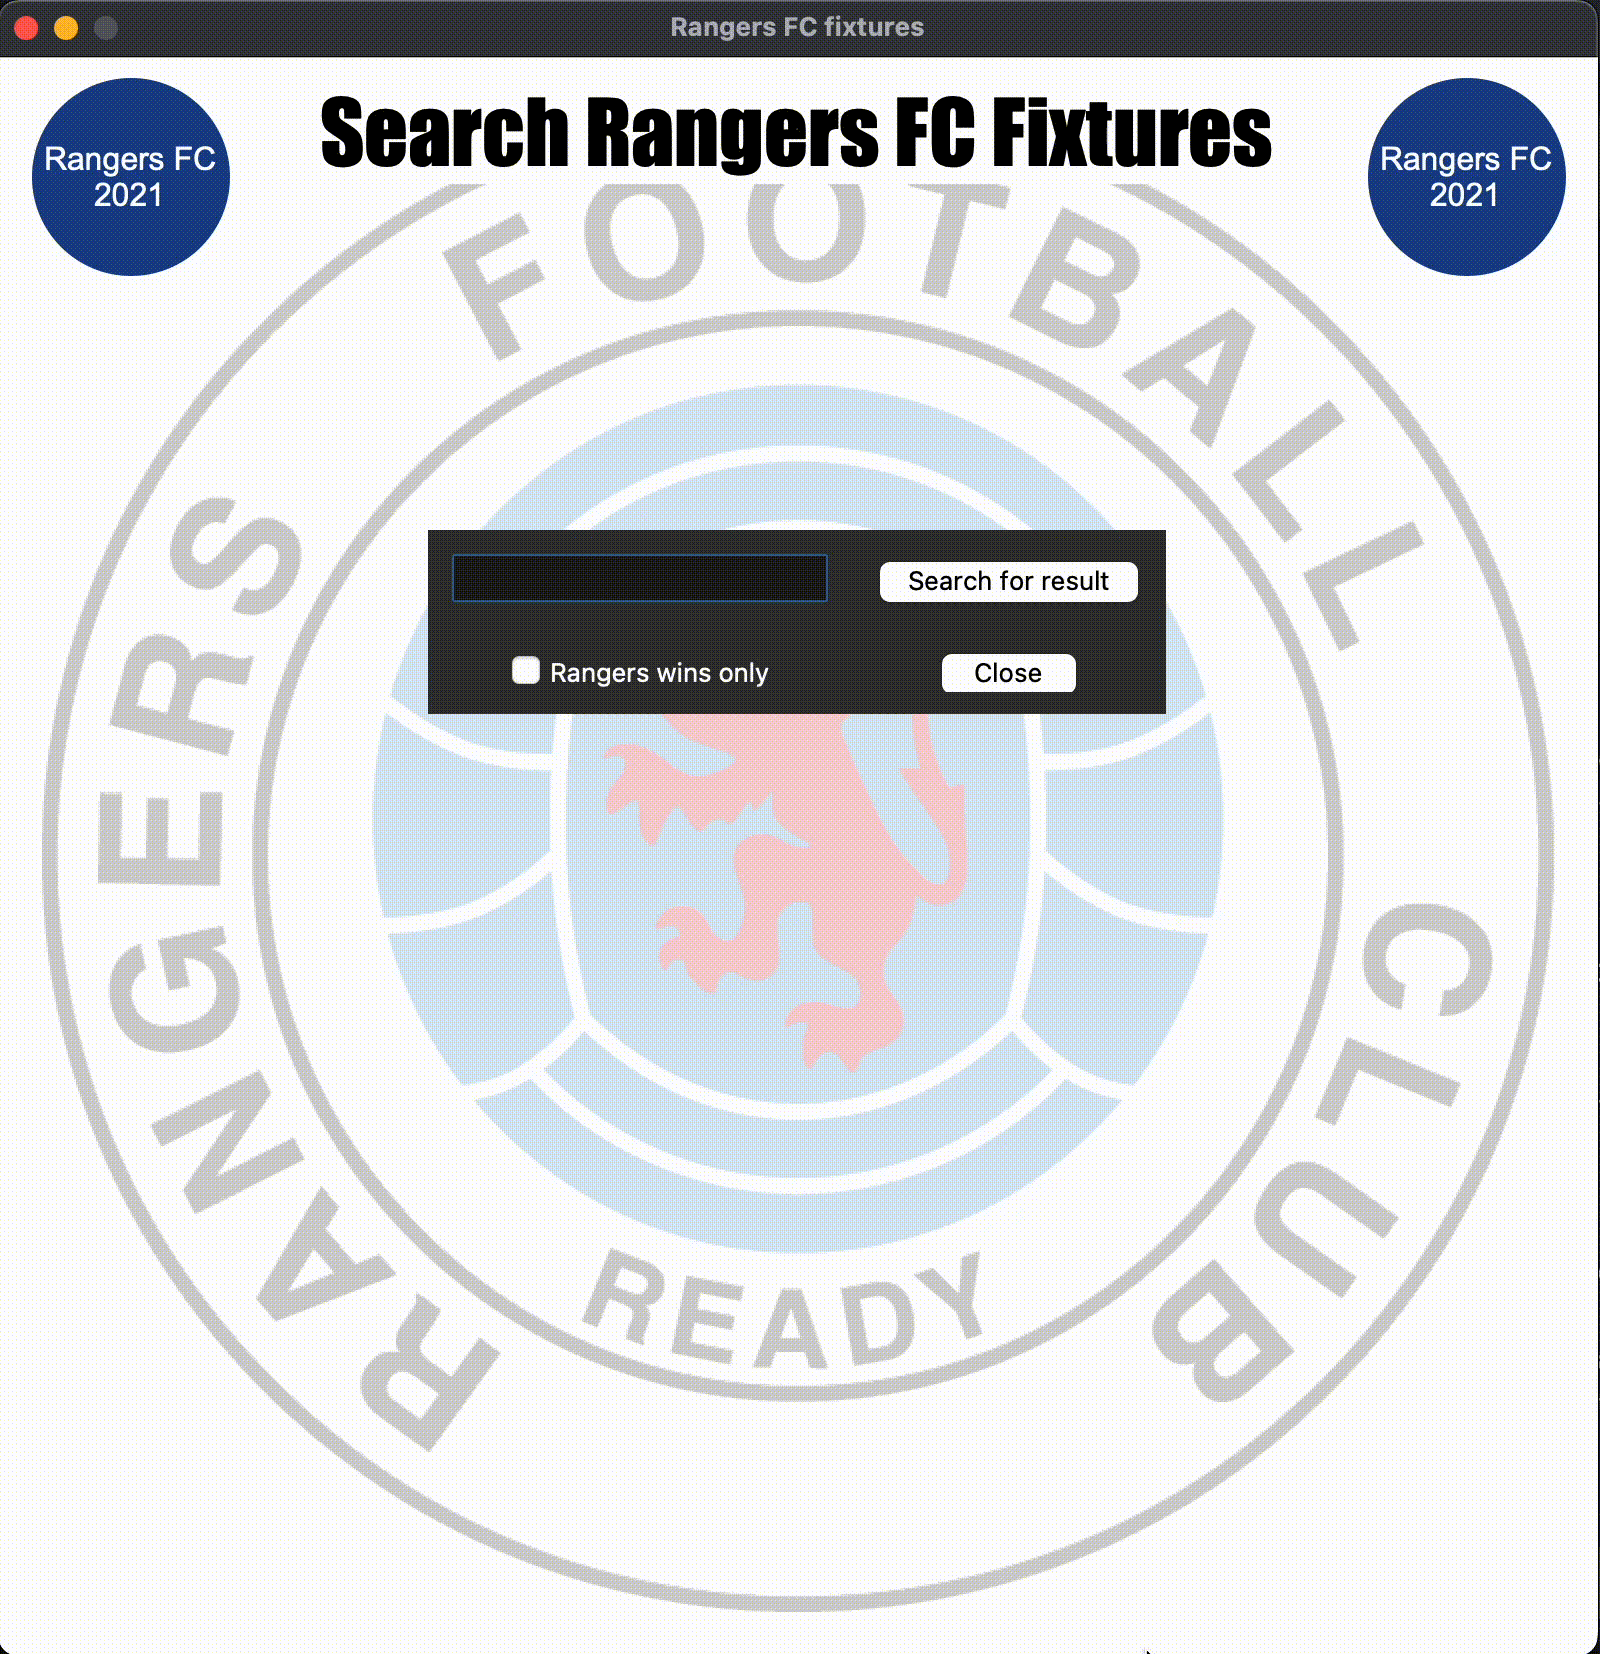 Rangers FC fixtures
Rangers FC
2021
Search Rangers FC Fixtures
Rangers FC
2021
RANGERS FOOTBALL CLUB
Search for result
Rangers wins only
Close
READY